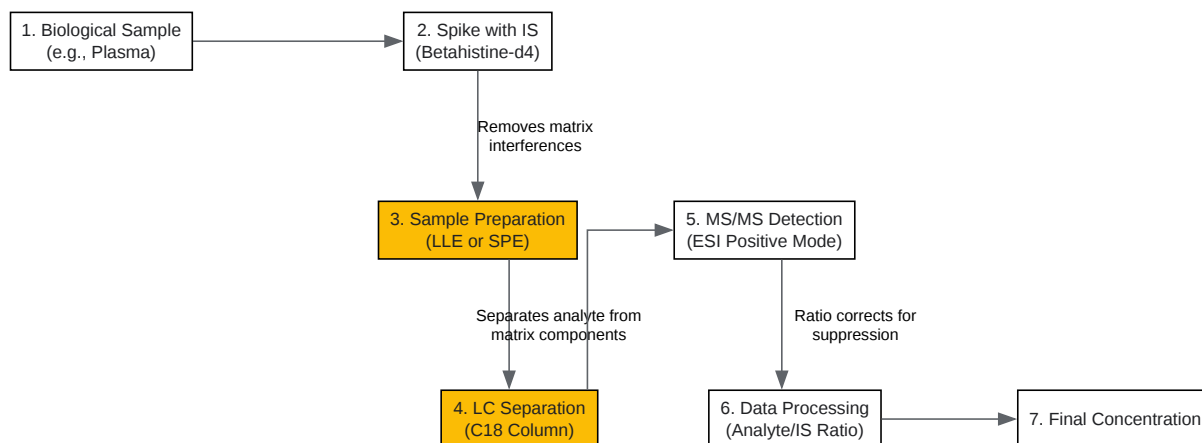 1. Biological Sample
(e.g., Plasma)
2. Spike with IS
(Betahistine-d4)
Removes matrix
interferences
3. Sample Preparation
(LLE or SPE)
5. MS/MS Detection
(ESI Positive Mode)
Separates analyte from
matrix components
Ratio corrects for
suppression
4. LC Separation
(C18 Column)
6. Data Processing
(Analyte/IS Ratio)
7. Final Concentration